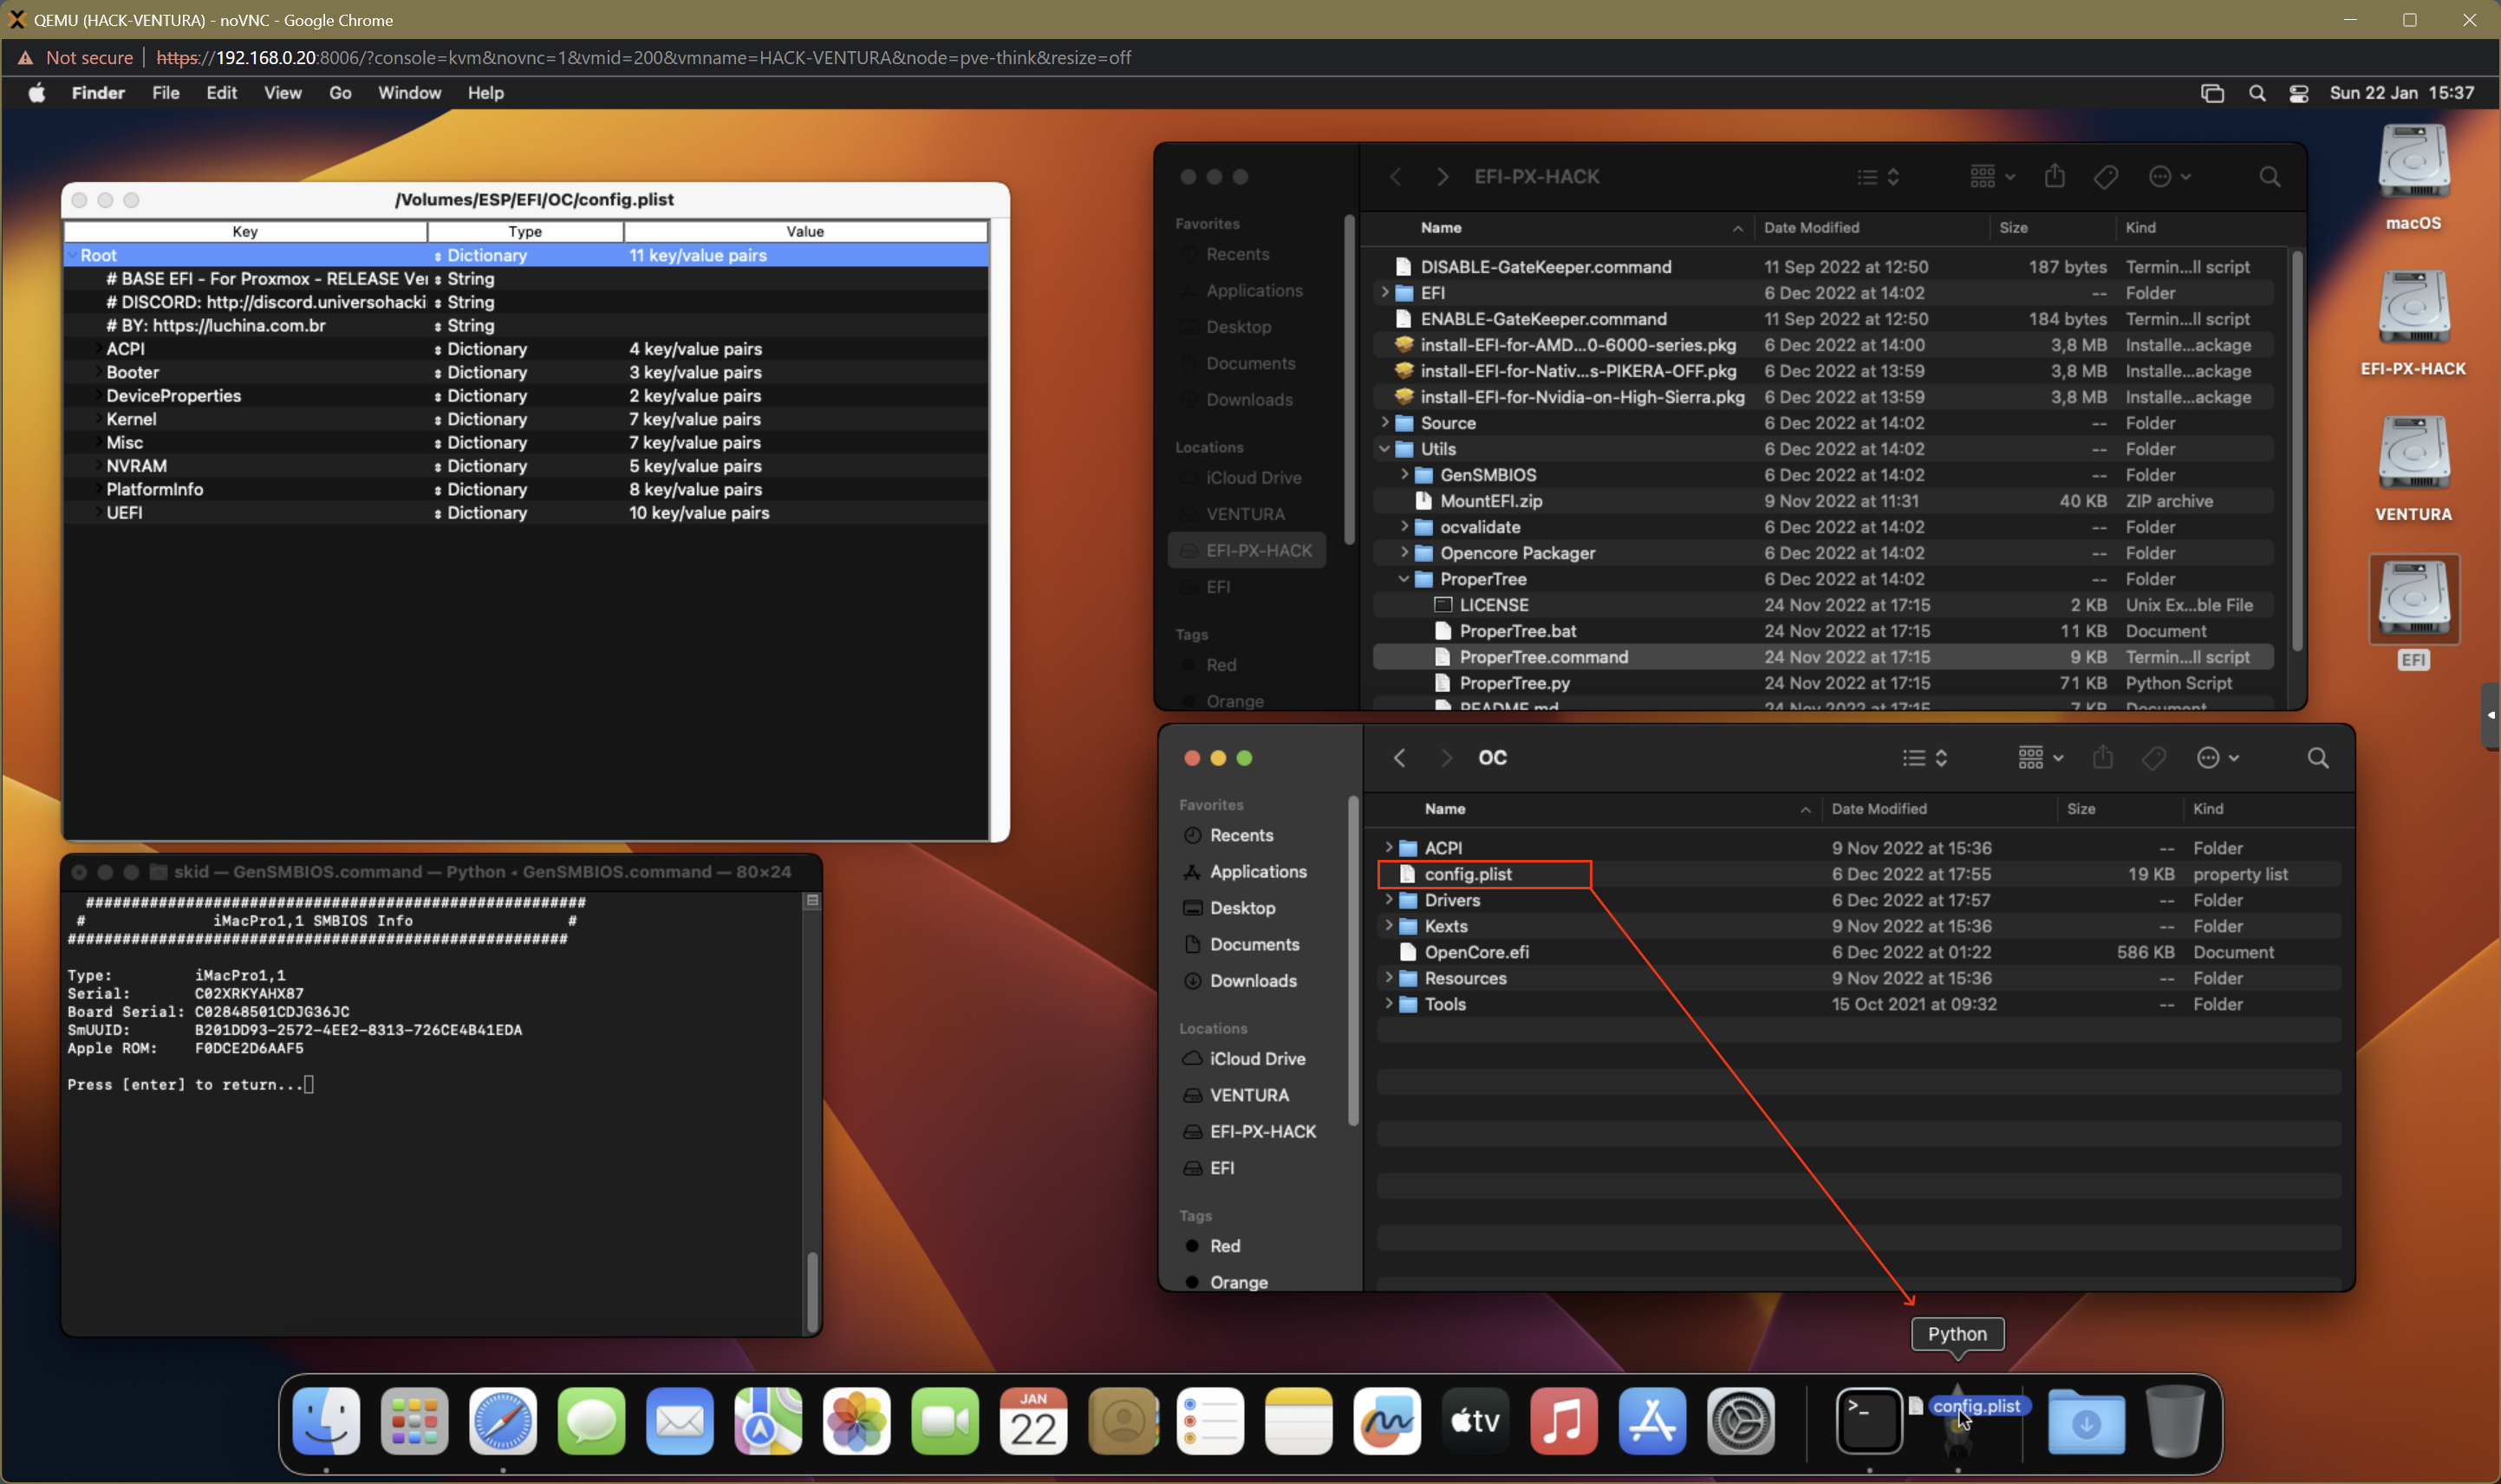 QEMU (HACK-VENTURA) - noVNC - Google Chrome
Not secure https://192.168.0.20:8006/?console=kvm&novnc=1&vmid=200&vmname=HACK-VENTURA&node=pve-think&resize=off
Finder File Edit View Go Window Help Sun 22 Jan 15:37
/Volumes/ESP/EFI/OC/config.plist
Key Type Value
Root Dictionary 11 key/value pairs
# BASE EFI - For Proxmox - RELEASE Ver String
# DISCORD: http://discord.universohacki String
# BY: https://luchina.com.br String
ACPI Dictionary 4 key/value pairs
Booter Dictionary 3 key/value pairs
DeviceProperties Dictionary 2 key/value pairs
Kernel Dictionary 7 key/value pairs
Misc Dictionary 7 key/value pairs
NVRAM Dictionary 5 key/value pairs
PlatformInfo Dictionary 8 key/value pairs
UEFI Dictionary 10 key/value pairs
skid — GenSMBIOS.command — Python ◂ GenSMBIOS.command — 80×24
#######################################################
# iMacPro1,1 SMBIOS Info #
#######################################################
Type: iMacPro1,1
Serial: C02XRKYAHX87
Board Serial: C02848501CDJG36JC
SmUUID: B201DD93-2572-4EE2-8313-726CE4B41EDA
Apple ROM: F0DCE2D6AAF5
Press [enter] to return...
EFI-PX-HACK
Favorites
Recents
Applications
Desktop
Documents
Downloads
Locations
iCloud Drive
VENTURA
EFI-PX-HACK
EFI
Tags
Red
Orange
Name Date Modified Size Kind
DISABLE-GateKeeper.command 11 Sep 2022 at 12:50 187 bytes Termin...ll script
EFI 6 Dec 2022 at 14:02 -- Folder
ENABLE-GateKeeper.command 11 Sep 2022 at 12:50 184 bytes Termin...ll script
install-EFI-for-AMD...0-6000-series.pkg 6 Dec 2022 at 14:00 3,8 MB Installe...ackage
install-EFI-for-Nativ...s-PIKERA-OFF.pkg 6 Dec 2022 at 13:59 3,8 MB Installe...ackage
install-EFI-for-Nvidia-on-High-Sierra.pkg 6 Dec 2022 at 13:59 3,8 MB Installe...ackage
Source 6 Dec 2022 at 14:02 -- Folder
Utils 6 Dec 2022 at 14:02 -- Folder
GenSMBIOS 6 Dec 2022 at 14:02 -- Folder
MountEFI.zip 9 Nov 2022 at 11:31 40 KB ZIP archive
ocvalidate 6 Dec 2022 at 14:02 -- Folder
Opencore Packager 6 Dec 2022 at 14:02 -- Folder
ProperTree 6 Dec 2022 at 14:02 -- Folder
LICENSE 24 Nov 2022 at 17:15 2 KB Unix Ex...ble File
ProperTree.bat 24 Nov 2022 at 17:15 11 KB Document
ProperTree.command 24 Nov 2022 at 17:15 9 KB Termin...ll script
ProperTree.py 24 Nov 2022 at 17:15 71 KB Python Script
README.md 24 Nov 2022 at 17:15 7 KB Document
OC
Favorites
Recents
Applications
Desktop
Documents
Downloads
Locations
iCloud Drive
VENTURA
EFI-PX-HACK
EFI
Tags
Red
Orange
Name Date Modified Size Kind
ACPI 9 Nov 2022 at 15:36 -- Folder
config.plist 6 Dec 2022 at 17:55 19 KB property list
Drivers 6 Dec 2022 at 17:57 -- Folder
Kexts 9 Nov 2022 at 15:36 -- Folder
OpenCore.efi 6 Dec 2022 at 01:22 586 KB Document
Resources 9 Nov 2022 at 15:36 -- Folder
Tools 15 Oct 2021 at 09:32 -- Folder
macOS
EFI-PX-HACK
VENTURA
EFI
Python
JAN
22
tv
>_
config.plist